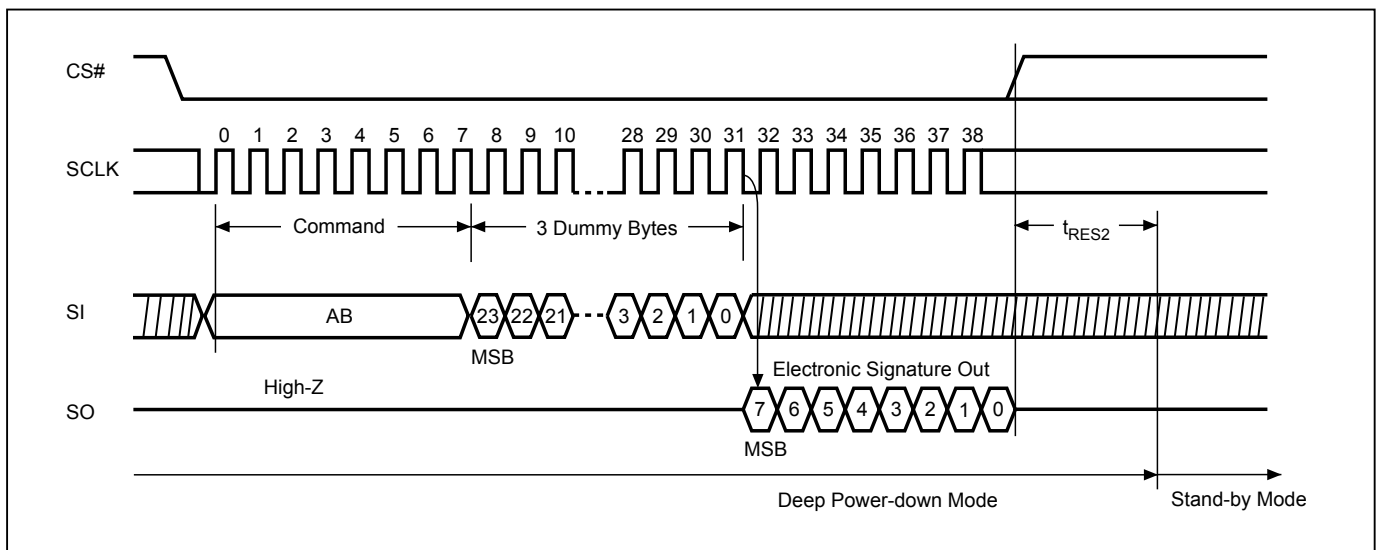 CS#
0 1 2 3 4 5 6 7 8 9 10 28 29 30 31 32 33 34 35 36 37 38
SCLK
Command 3 Dummy Bytes tRES2
SI AB 23 22 21 3 2 1 0
MSB
Electronic Signature Out
High-Z
SO 7 6 5 4 3 2 1 0
MSB
Deep Power-down Mode Stand-by Mode